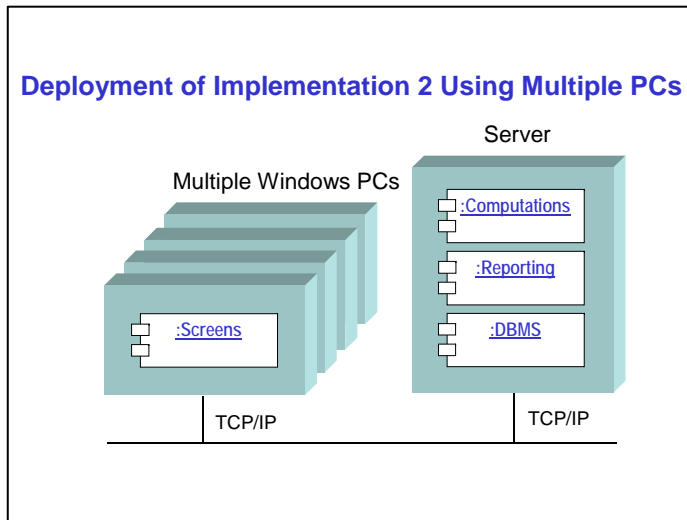 Deployment of Implementation 2 Using Multiple PCs
Server
Multiple Windows PCs
:Computations
:Reporting
:Screens
:DBMS
TCP/IP
TCP/IP